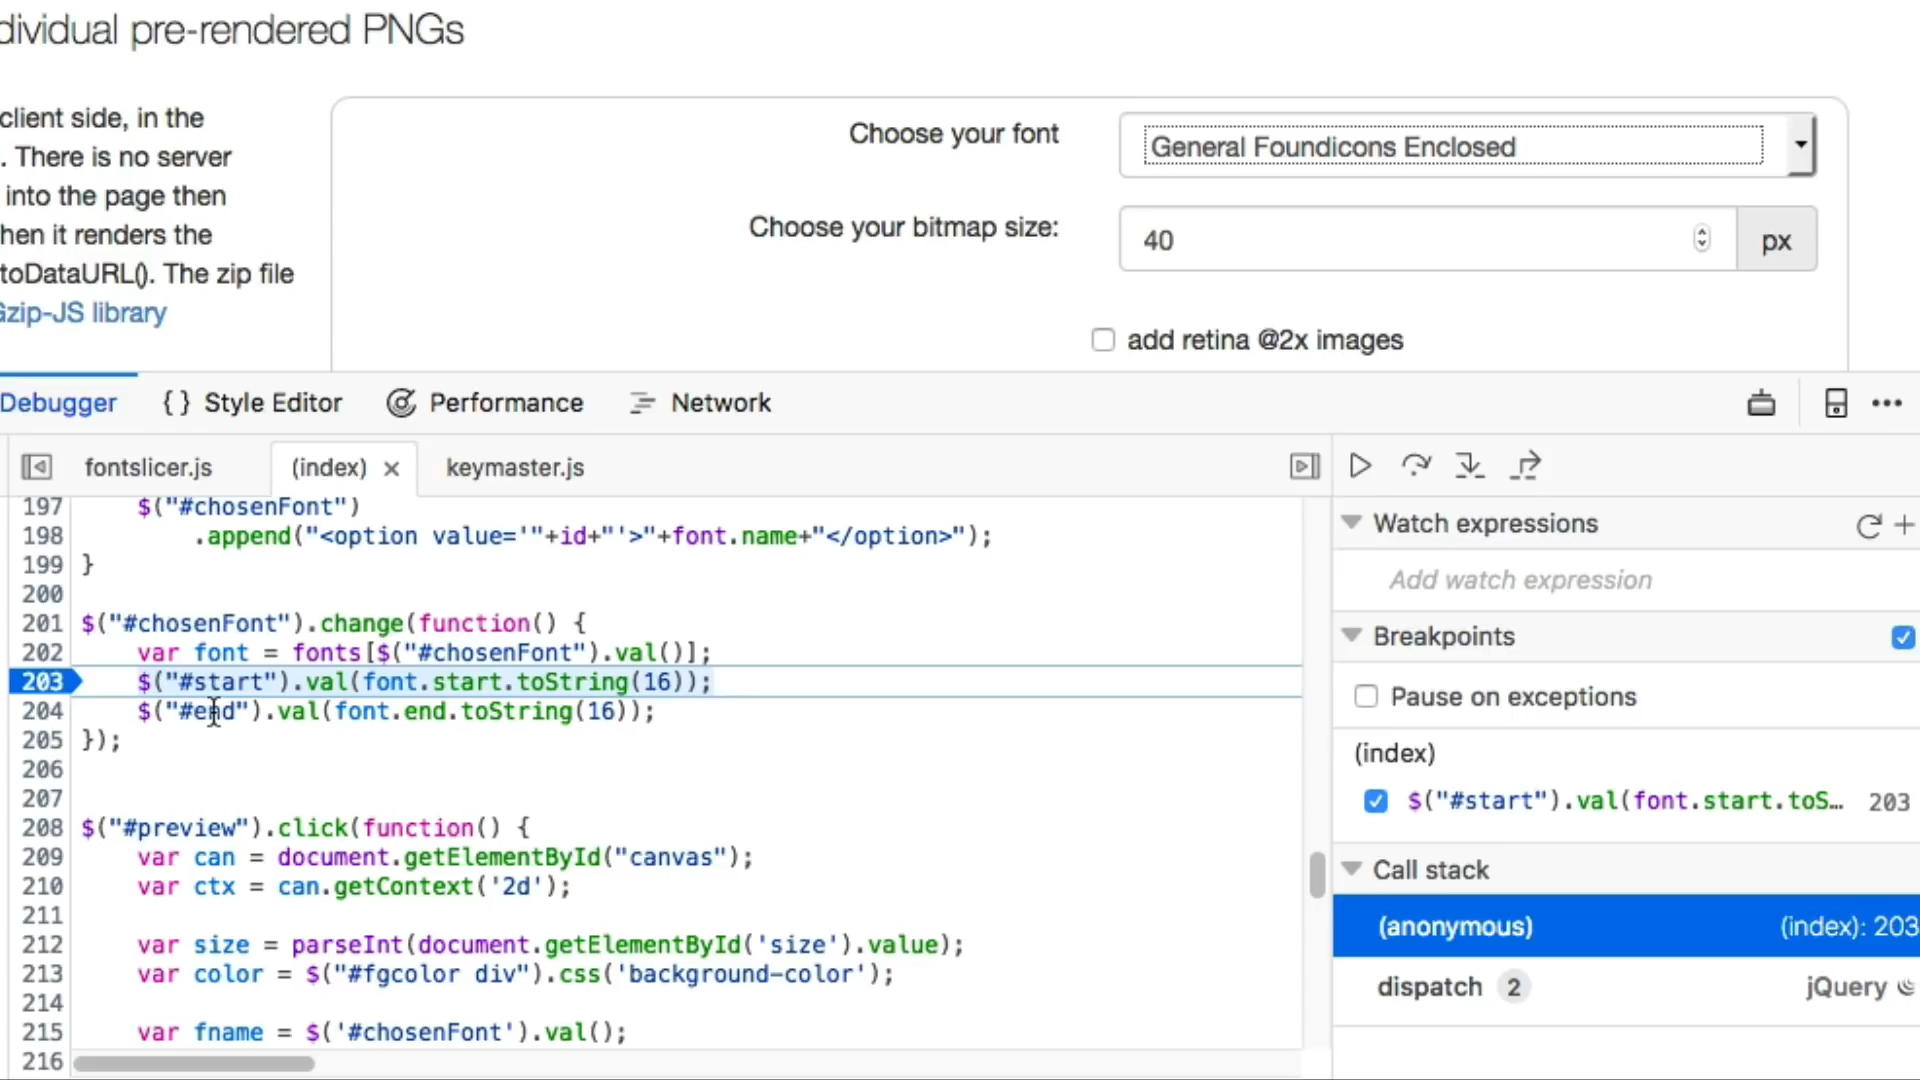 dividual pre-rendered PNGs
client side, in the
. There is no server
into the page then
hen it renders the
toDataURL(). The zip file
Gzip-JS library
Choose your font
General Foundicons Enclosed
Choose your bitmap size:
40
px
add retina @2x images
Debugger
{ } Style Editor
Performance
Network
•••
fontslicer.js
(index) ×
keymaster.js
197 $("#chosenFont")
198 .append("<option value='"+id+"'>"+font.name+"</option>");
199 }
200
201 $("#chosenFont").change(function() {
202 var font = fonts[$("#chosenFont").val()];
203 $("#start").val(font.start.toString(16));
204 $("#end").val(font.end.toString(16));
205 });
206
207
208 $("#preview").click(function() {
209 var can = document.getElementById("canvas");
210 var ctx = can.getContext('2d');
211
212 var size = parseInt(document.getElementById('size').value);
213 var color = $("#fgcolor div").css('background-color');
214
215 var fname = $('#chosenFont').val();
216
Watch expressions
Add watch expression
Breakpoints
Pause on exceptions
(index)
$("#start").val(font.start.toS… 203
Call stack
(anonymous) (index): 203
dispatch 2 jQuery